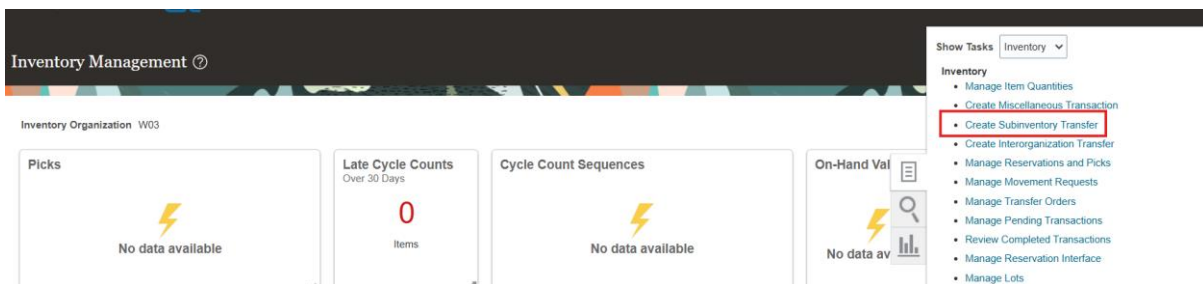 Inventory Management
Inventory Organization W03
Picks
No data available
Late Cycle Counts
Over 30 Days
0
Items
Cycle Count Sequences
No data available
On-Hand Val
No data av
Show Tasks Inventory
Inventory
Manage Item Quantities
Create Miscellaneous Transaction
Create Subinventory Transfer
Create Interorganization Transfer
Manage Reservations and Picks
Manage Movement Requests
Manage Transfer Orders
Manage Pending Transactions
Review Completed Transactions
Manage Reservation Interface
Manage Lots